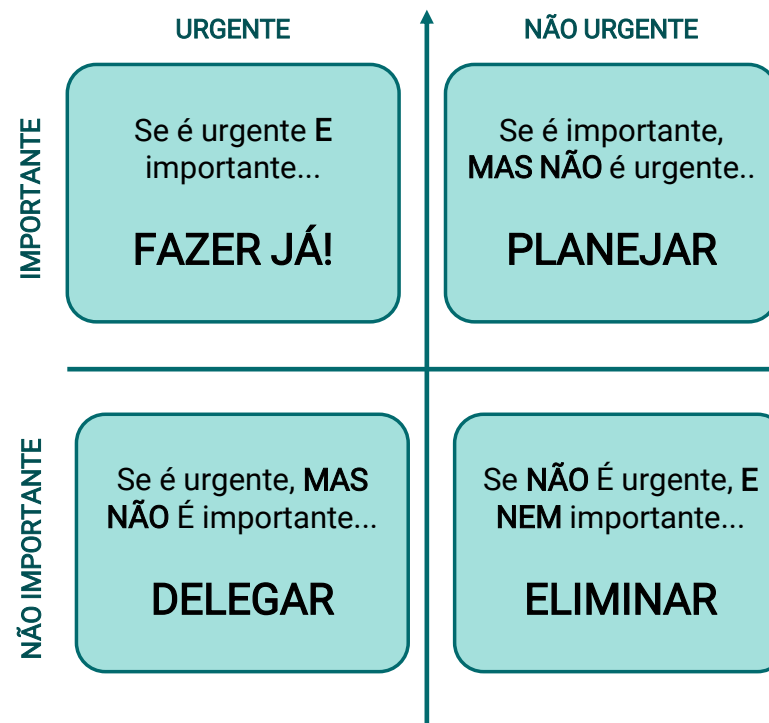 URGENTE
NÃO URGENTE
IMPORTANTE
Se é urgente E
importante...
FAZER JÁ!
Se é importante,
MAS NÃO é urgente..
PLANEJAR
NÃO IMPORTANTE
Se é urgente, MAS
NÃO É importante...
DELEGAR
Se NÃO É urgente, E
NEM importante...
ELIMINAR